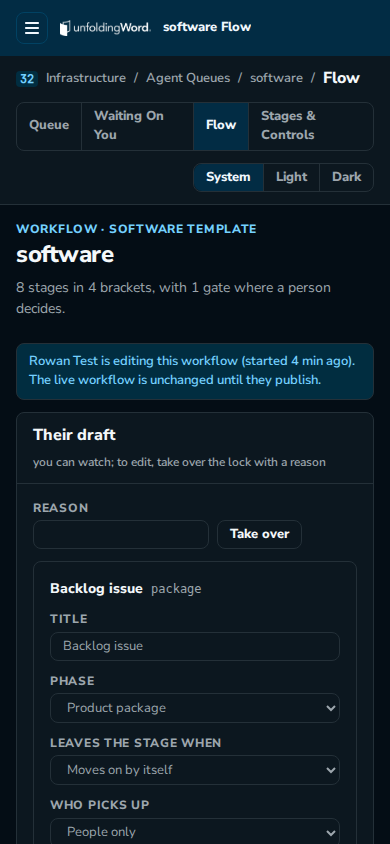 unfoldingWord. software Flow
32 Infrastructure / Agent Queues / software / Flow
Queue
Waiting On
You
Flow
Stages &
Controls
System Light Dark
WORKFLOW · SOFTWARE TEMPLATE
software
8 stages in 4 brackets, with 1 gate where a person
decides.
Rowan Test is editing this workflow (started 4 min ago).
The live workflow is unchanged until they publish.
Their draft
you can watch; to edit, take over the lock with a reason
REASON
Take over
Backlog issue package
TITLE
Backlog issue
PHASE
Product package
LEAVES THE STAGE WHEN
Moves on by itself
WHO PICKS UP
People only